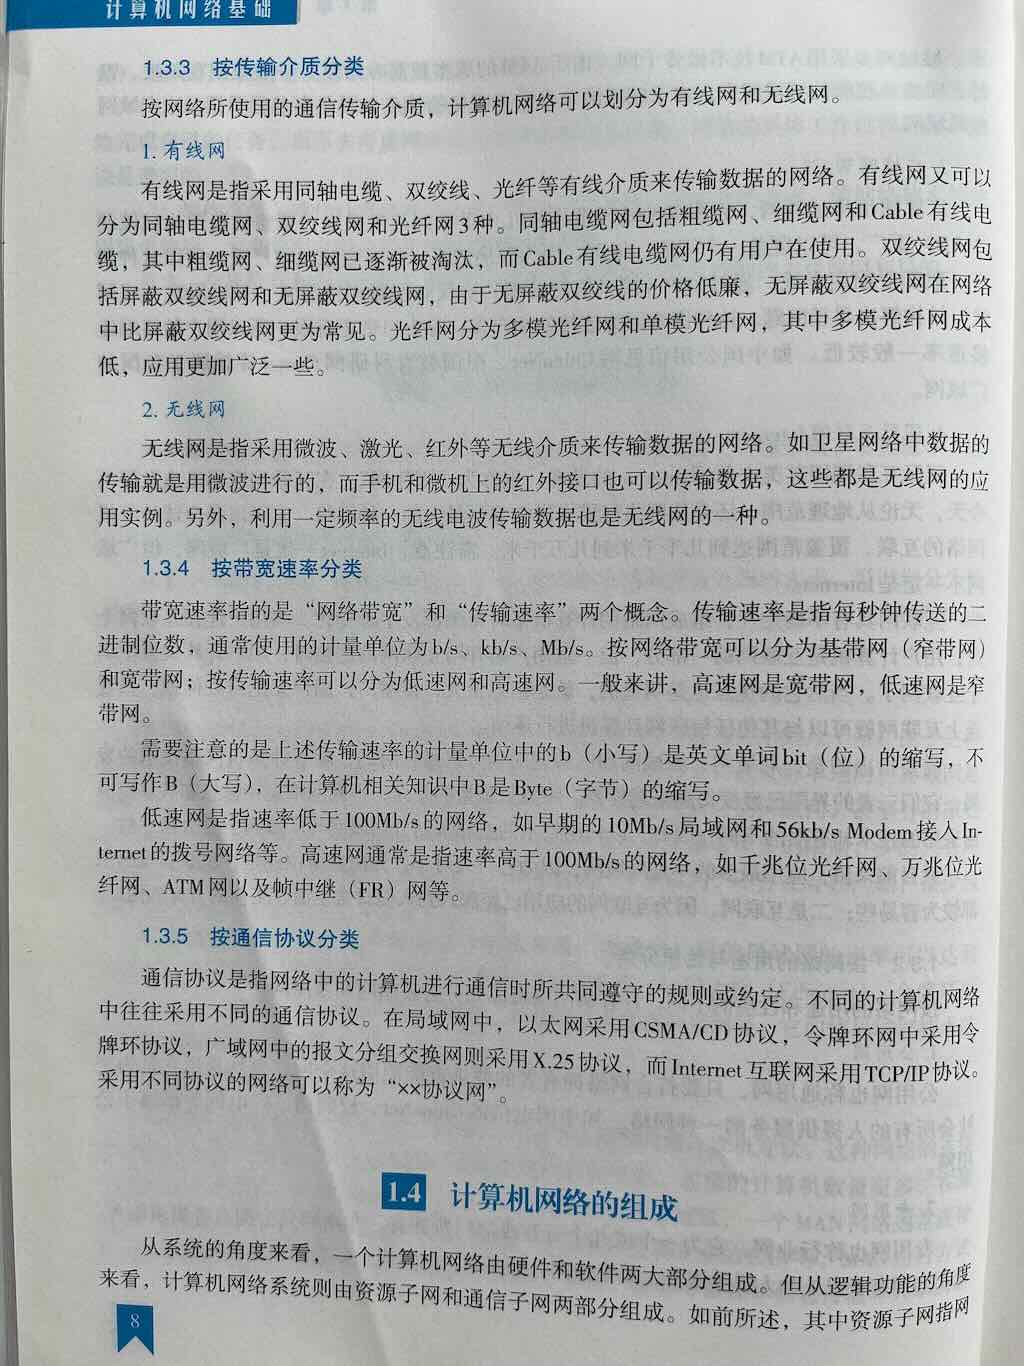 计算机网络基础
1.3.3 按传输介质分类
按网络所使用的通信传输介质，计算机网络可以划分为有线网和无线网。
1. 有线网
有线网是指采用同轴电缆、双绞线、光纤等有线介质来传输数据的网络。有线网又可以
分为同轴电缆网、双绞线网和光纤网3种。同轴电缆网包括粗缆网、细缆网和Cable有线电
缆，其中粗缆网、细缆网已逐渐被淘汰，而Cable有线电缆网仍有用户在使用。双绞线网包
括屏蔽双绞线网和无屏蔽双绞线网，由于无屏蔽双绞线的价格低廉，无屏蔽双绞线网在网络
中比屏蔽双绞线网更为常见。光纤网分为多模光纤网和单模光纤网，其中多模光纤网成本
低，应用更加广泛一些。
2. 无线网
无线网是指采用微波、激光、红外等无线介质来传输数据的网络。如卫星网络中数据的
传输就是用微波进行的，而手机和微机上的红外接口也可以传输数据，这些都是无线网的应
用实例。另外，利用一定频率的无线电波传输数据也是无线网的一种。
1.3.4 按带宽速率分类
带宽速率指的是“网络带宽”和“传输速率”两个概念。传输速率是指每秒钟传送的二
进制位数，通常使用的计量单位为b/s、kb/s、Mb/s。按网络带宽可以分为基带网（窄带网）
和宽带网；按传输速率可以分为低速网和高速网。一般来讲，高速网是宽带网，低速网是窄
带网。
需要注意的是上述传输速率的计量单位中的b（小写）是英文单词bit（位）的缩写，不
可写作B（大写），在计算机相关知识中B是Byte（字节）的缩写。
低速网是指速率低于100Mb/s的网络，如早期的10Mb/s局域网和56kb/s Modem接入In-
ternet的拨号网络等。高速网通常是指速率高于100Mb/s的网络，如千兆位光纤网、万兆位光
纤网、ATM网以及帧中继（FR）网等。
1.3.5 按通信协议分类
通信协议是指网络中的计算机进行通信时所共同遵守的规则或约定。不同的计算机网络
中往往采用不同的通信协议。在局域网中，以太网采用CSMA/CD协议，令牌环网中采用令
牌环协议，广域网中的报文分组交换网则采用X.25协议，而Internet互联网采用TCP/IP协议。
采用不同协议的网络可以称为“××协议网”。
1.4 计算机网络的组成
从系统的角度来看，一个计算机网络由硬件和软件两大部分组成。但从逻辑功能的角度
来看，计算机网络系统则由资源子网和通信子网两部分组成。如前所述，其中资源子网指网
8